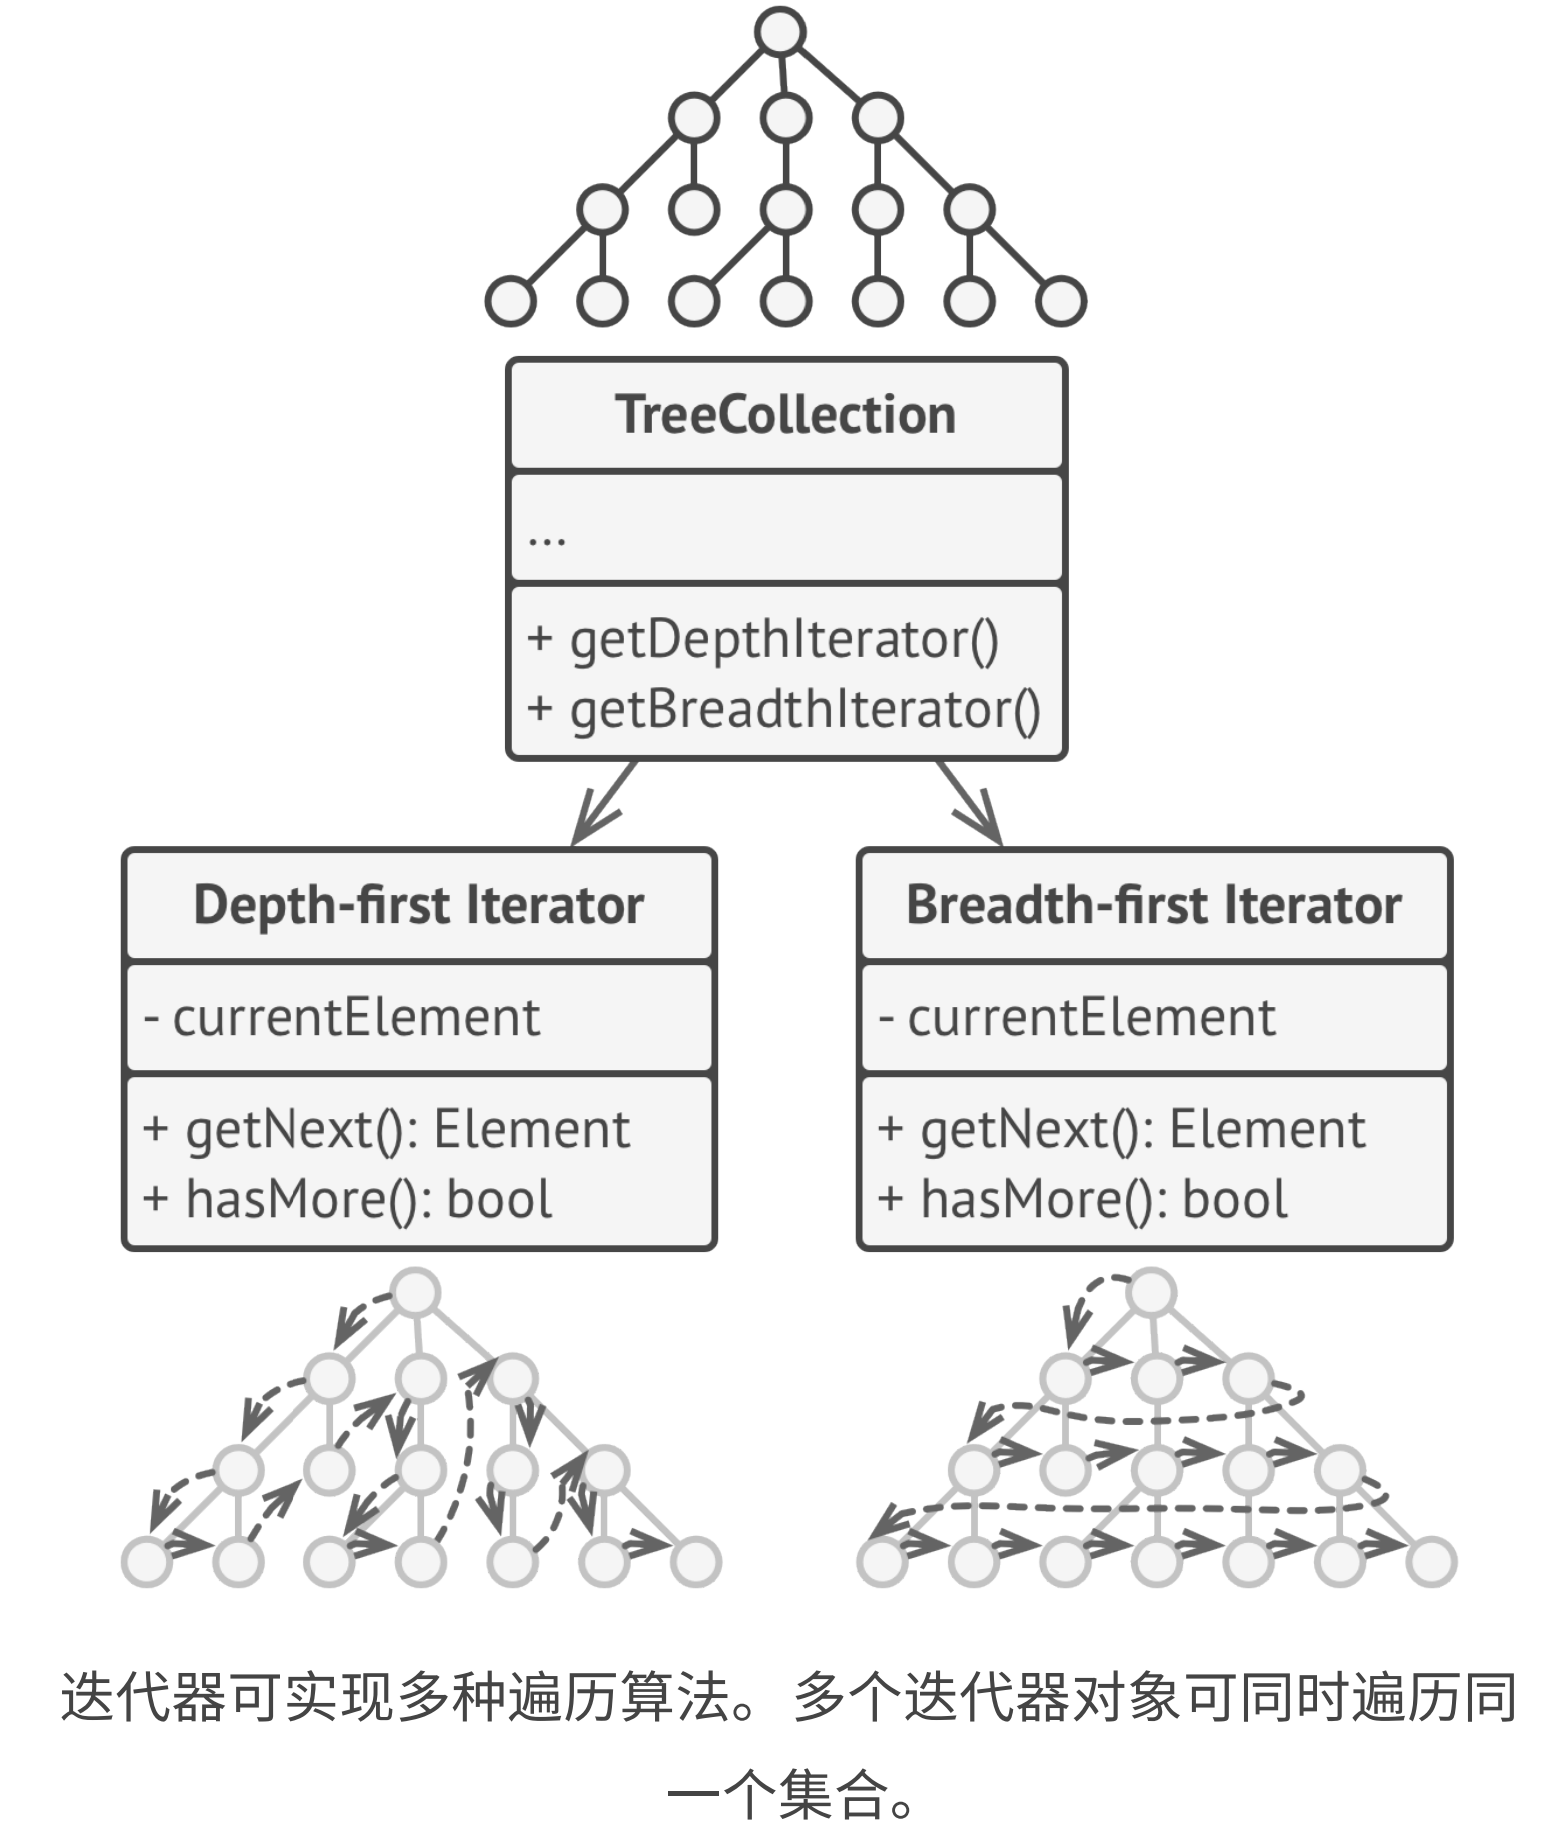 TreeCollection
...
+ getDepthIterator()
+ getBreadthIterator()
Depth-first Iterator
- currentElement
+ getNext(): Element
+ hasMore(): bool
Breadth-first Iterator
- currentElement
+ getNext(): Element
+ hasMore(): bool
迭代器可实现多种遍历算法。多个迭代器对象可同时遍历同
一个集合。